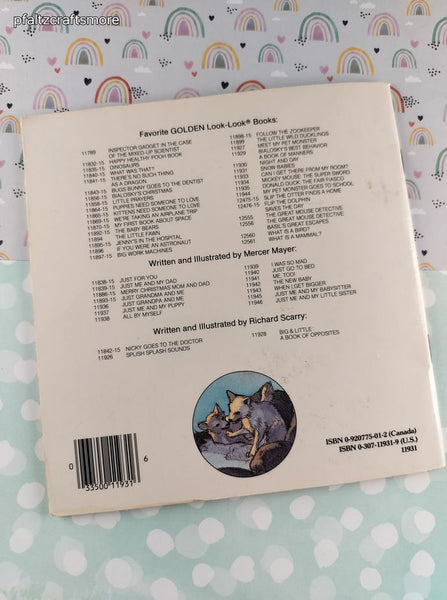 pfaltzcraftsmore
Favorite GOLDEN Look-Look® Books:
11789 INSPECTOR GADGET IN THE CASE
OF THE MIXED-UP SCIENTIST
11832-15 HAPPY HEALTHY POOH BOOK
11835-15 DINOSAURS
11840-15 WHAT WAS THAT?
11841-15 THERE'S NO SUCH THING
AS A DRAGON
11843-15 BUGS BUNNY GOES TO THE DENTIST
11856-15 BIALOSKY'S CHRISTMAS
11858-15 LITTLE PRAYERS
11864-15 PUPPIES NEED SOMEONE TO LOVE
11865-15 KITTENS NEED SOMEONE TO LOVE
11869-15 WE'RE TAKING AN AIRPLANE TRIP
11870-15 MY FIRST BOOK ABOUT SPACE
11892-15 THE BABY BEARS
11894 THE LITTLE FAWN
11895-15 JENNY'S IN THE HOSPITAL
11896 IF YOU WERE AN ASTRONAUT
11897-15 BIG WORK MACHINES
11898-15 FOLLOW THE ZOOKEEPER
11899 THE LITTLE WILD DUCKLINGS
11927 MEET MY PET MONSTER
11929 BIALOSKY'S BEST BEHAVIOR
A BOOK OF MANNERS
11930 NIGHT AND DAY
11931 SNOW BABIES
11932 CAN I GET THERE FROM MY ROOM?
11933 MICKEY MOUSE, THE SUPER SWORD
11934 DONALD DUCK, THE FAIR FAKED
11935 MY PET MONSTER GOES TO SCHOOL
11944 IF THE OTTER COMES HOME
12475-15 FLIP THE DOLPHIN
12476-15 SAVES THE DAY
12555 THE GREAT MOUSE DETECTIVE
12556 THE GREAT MOUSE DETECTIVE
BASIL'S GREAT ESCAPES
12560 WHAT IS A BIRD?
12561 WHAT IS A MAMMAL?
Written and Illustrated by Mercer Mayer:
11838-15 JUST FOR YOU
11839-15 JUST ME AND MY DAD
11886-15 MERRY CHRISTMAS MOM AND DAD
11893-15 JUST GRANDMA AND ME
11936 JUST GRANDPA AND ME
11937 JUST ME AND MY PUPPY
11938 ALL BY MYSELF
11939 I WAS SO MAD
11940 JUST GO TO BED
11941 ME TOO!
11942 THE NEW BABY
11943 WHEN I GET BIGGER
11945 JUST ME AND MY BABYSITTER
11946 JUST ME AND MY LITTLE SISTER
Written and Illustrated by Richard Scarry:
11842-15 NICKY GOES TO THE DOCTOR
11926 SPLISH SPLASH SOUNDS
11928 BIG & LITTLE
A BOOK OF OPPOSITES
ISBN 0-920775-01-2 (Canada)
ISBN 0-307-11931-9 (U.S.)
11931
0 33500 11931 6